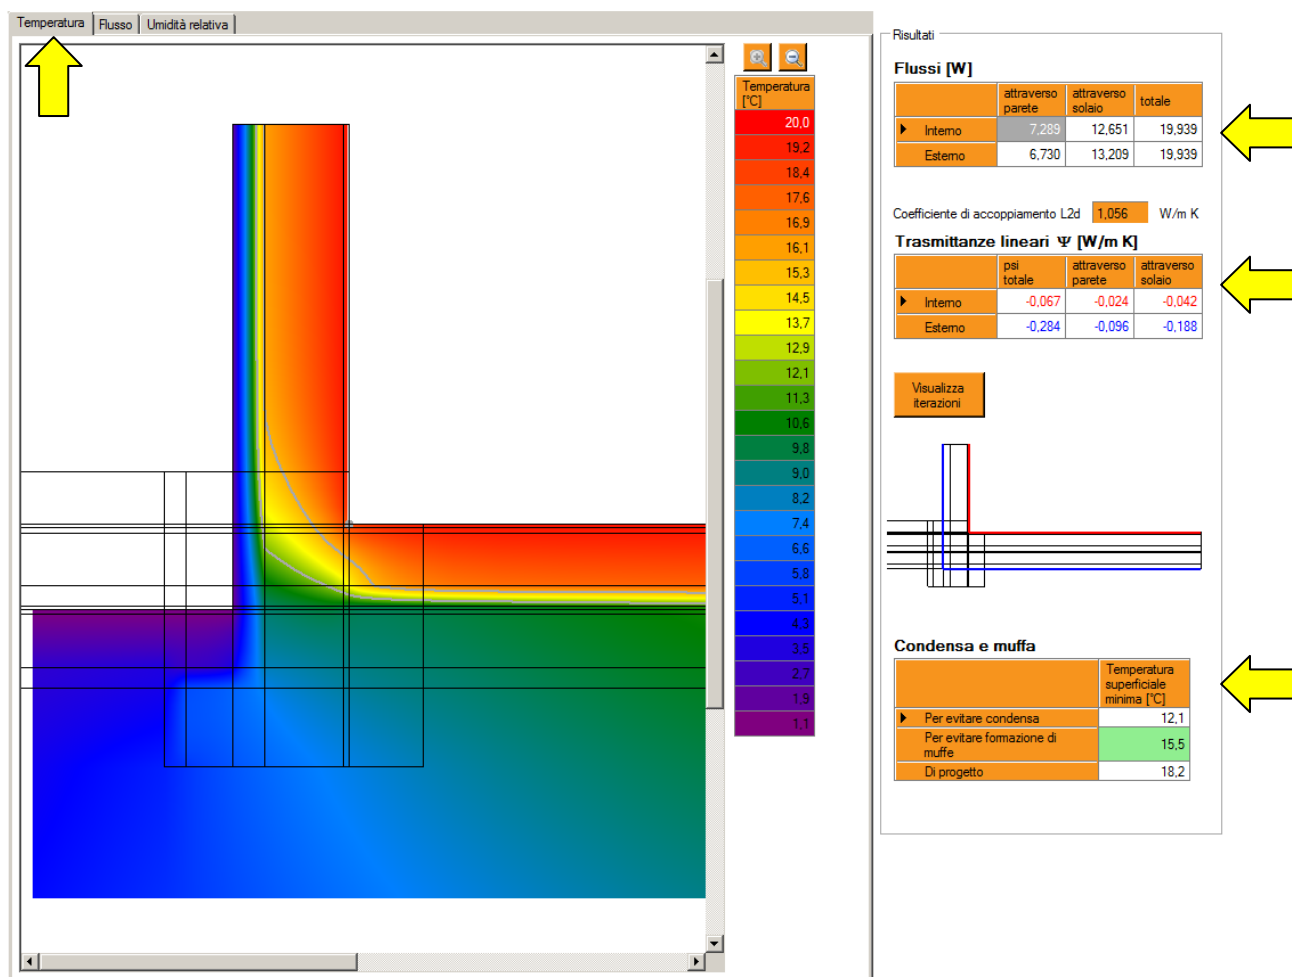 Temperatura Flusso Umidità relativa
Temperatura
[°C]
20,0
19,2
18,4
17,6
16,9
16,1
15,3
14,5
13,7
12,9
12,1
11,3
10,6
9,8
9,0
8,2
7,4
6,6
5,8
5,1
4,3
3,5
2,7
1,9
1,1
Risultati
Flussi [W]
attraverso parete attraverso solaio totale
Interno 7,289 12,651 19,939
Esterno 6,730 13,209 19,939
Coefficiente di accoppiamento L2d 1,056 W/m K
Trasmittanze lineari Ψ [W/m K]
psi totale attraverso parete attraverso solaio
Interno -0,067 -0,024 -0,042
Esterno -0,284 -0,096 -0,188
Visualizza
iterazioni
Condensa e muffa
Temperatura
superficiale
minima [°C]
Per evitare condensa 12,1
Per evitare formazione di muffe 15,5
Di progetto 18,2